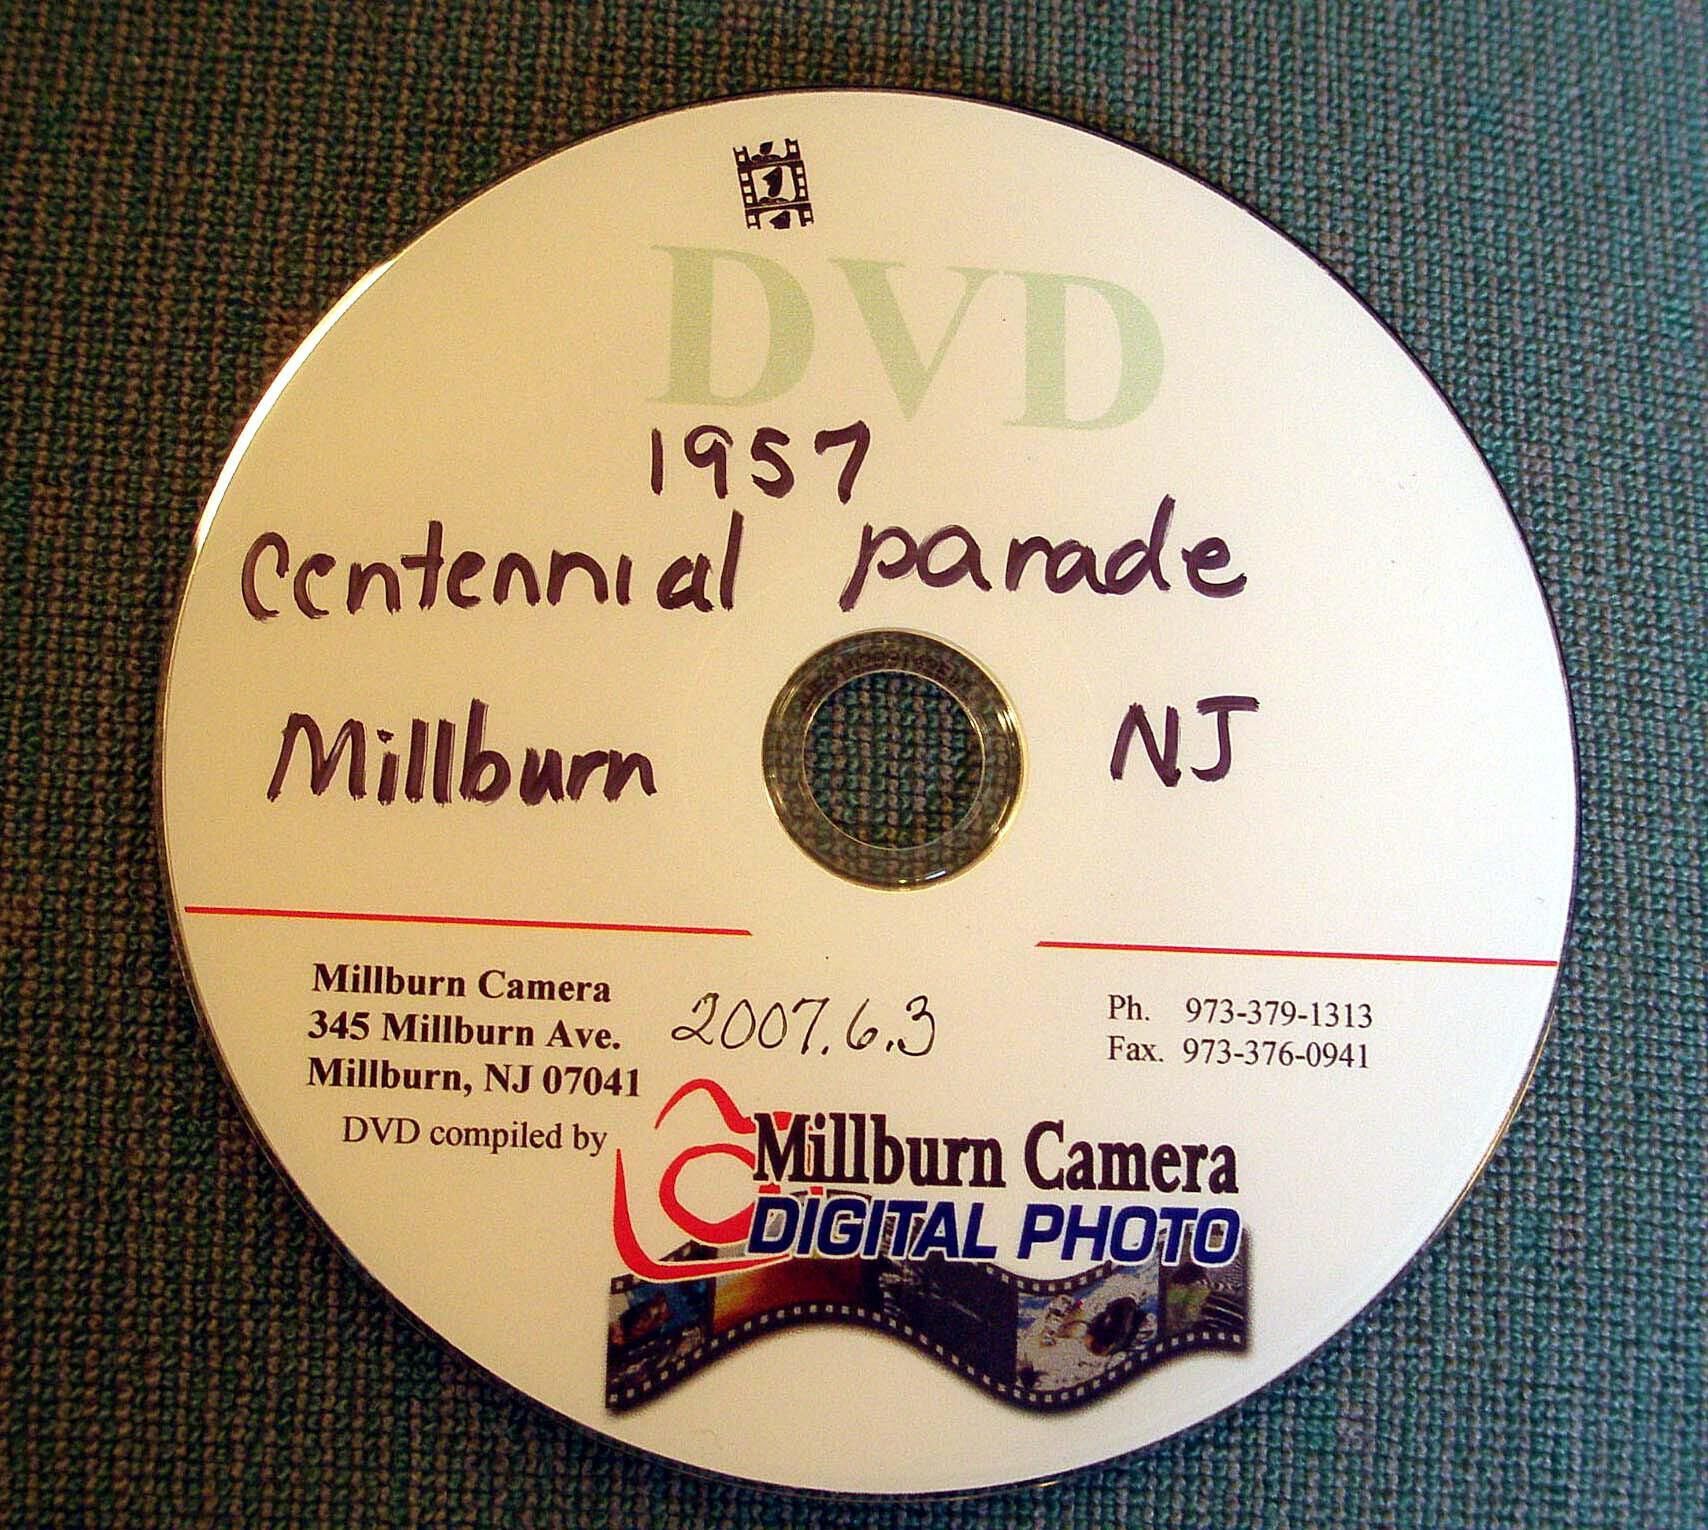 DVD
1957
Centennial parade
Millburn NJ
Millburn Camera
345 Millburn Ave.
Millburn, NJ 07041
2007.6.3
Ph. 973-379-1313
Fax. 973-376-0941
DVD compiled by
Millburn Camera
DIGITAL PHOTO